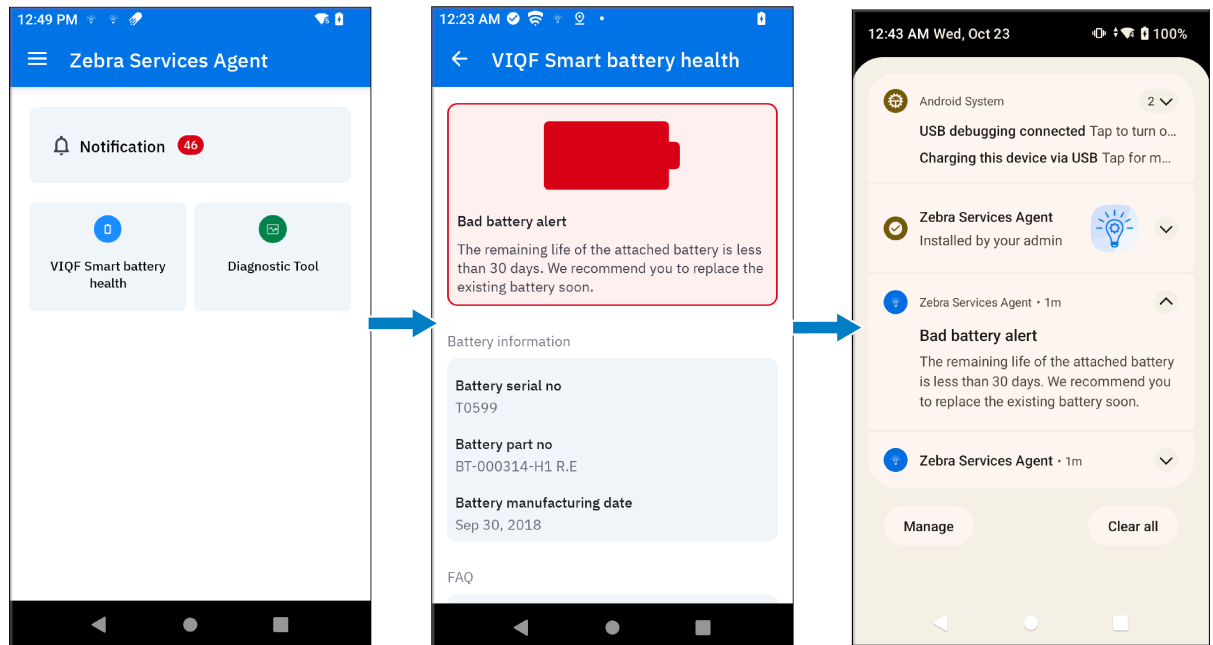 12:49 PM
Zebra Services Agent
Notification 46
VIQF Smart battery
health
Diagnostic Tool
12:23 AM
VIQF Smart battery health
Bad battery alert
The remaining life of the attached battery is less
than 30 days. We recommend you to replace the
existing battery soon.
Battery information
Battery serial no
T0599
Battery part no
BT-000314-H1 R.E
Battery manufacturing date
Sep 30, 2018
FAQ
12:43 AM Wed, Oct 23 100%
Android System 2
USB debugging connected Tap to turn o...
Charging this device via USB Tap for m...
Zebra Services Agent
Installed by your admin
Zebra Services Agent • 1m
Bad battery alert
The remaining life of the attached battery
is less than 30 days. We recommend you
to replace the existing battery soon.
Zebra Services Agent • 1m
Manage
Clear all